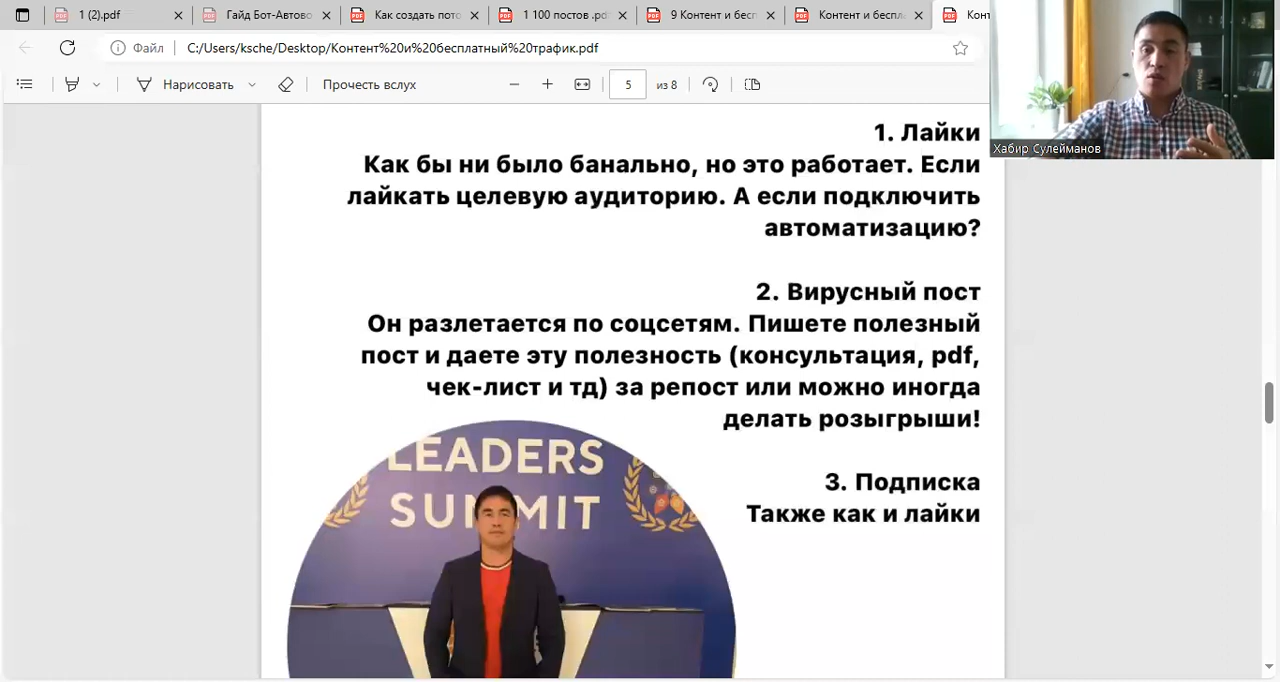 1 (2).pdf
Гайд Бот-Автово
Как создать пото
1 100 постов .pdf
9 Контент и бесп
Контент и беспла
Конт
Файл
C:/Users/ksche/Desktop/Контент%20и%20бесплатный%20трафик.pdf
Нарисовать
Прочесть вслух
5
из 8
Хабир Сулейманов
1. Лайки
Как бы ни было банально, но это работает. Если
лайкать целевую аудиторию. А если подключить
автоматизацию?
2. Вирусный пост
Он разлетается по соцсетям. Пишете полезный
пост и даете эту полезность (консультация, pdf,
чек-лист и тд) за репост или можно иногда
делать розыгрыши!
3. Подписка
Также как и лайки
LEADERS
SUMMIT